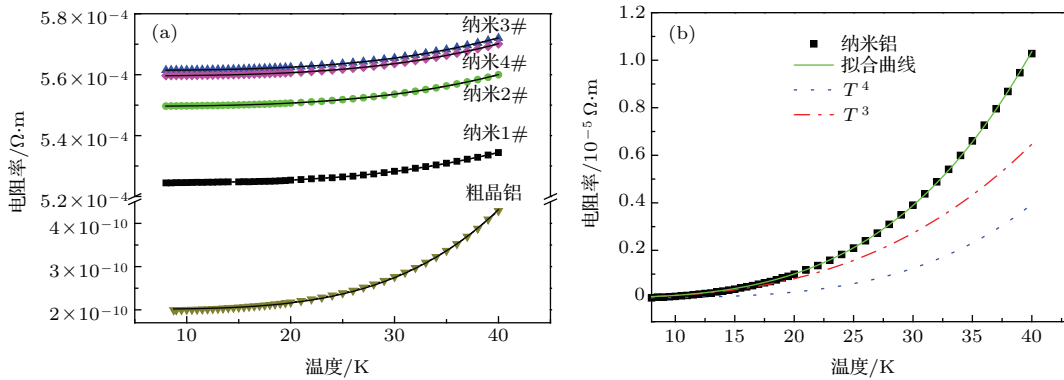 (a)
纳米3#
纳米4#
纳米2#
纳米1#
粗晶铝
5.8×10⁻⁴
5.6×10⁻⁴
5.4×10⁻⁴
5.2×10⁻⁴
4×10⁻¹⁰
3×10⁻¹⁰
2×10⁻¹⁰
电阻率/Ω·m
10 20 30 40
温度/K
(b)
纳米铝
拟合曲线
T⁴
T³
1.2
1.0
0.8
0.6
0.4
0.2
0
电阻率/10⁻⁵ Ω·m
10 15 20 25 30 35 40
温度/K